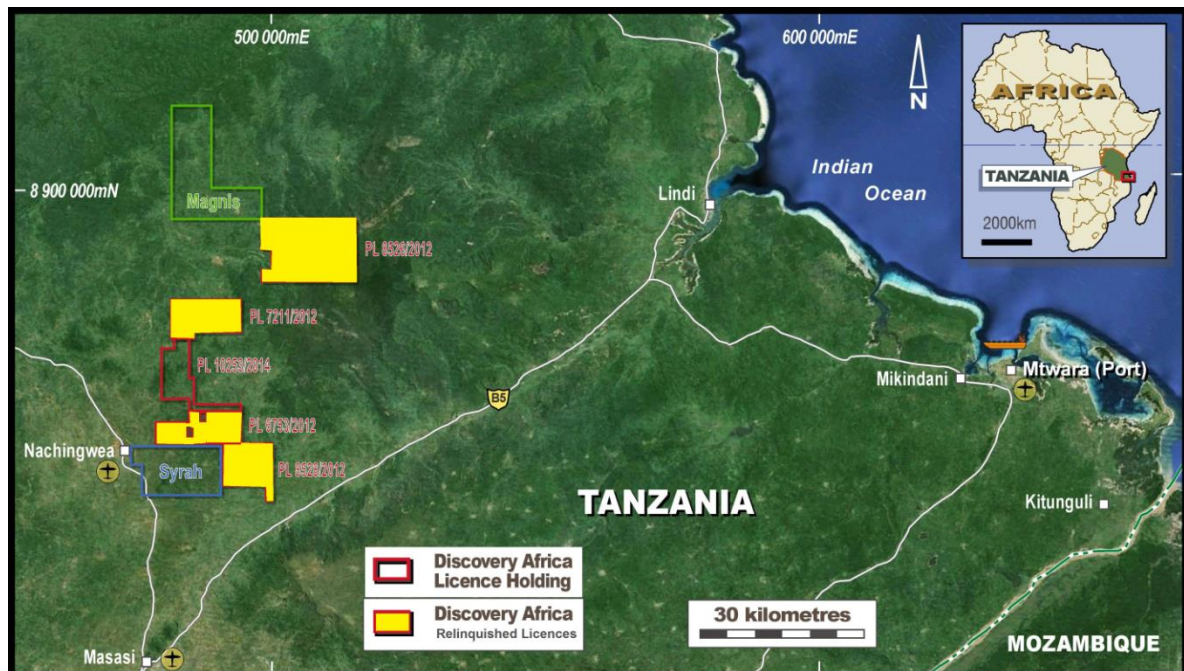 500 000mE
600 000mE
N
AFRICA
TANZANIA
2000km
8 900 000mN
Magnis
Lindi
Indian
Ocean
PL 8526/2012
PL 7211/2012
PL 10253/2014
Mikindani
Mtwara (Port)
B5
PL 8753/2012
Nachingwea
Syrah
PL 8928/2012
TANZANIA
Kitunguli
Discovery Africa
Licence Holding
Discovery Africa
Relinquished Licences
30 kilometres
MOZAMBIQUE
Masasi